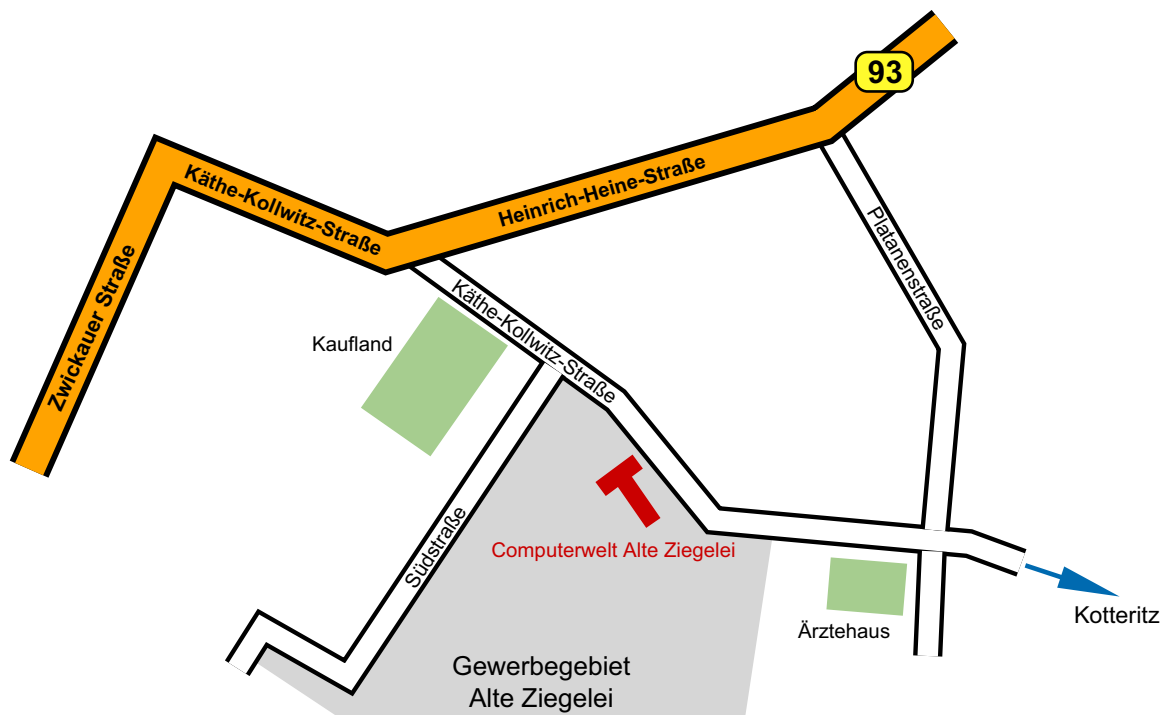 93
Heinrich-Heine-Straße
Käthe-Kollwitz-Straße
Zwickauer Straße
Platanenstraße
Käthe-Kollwitz-Straße
Kaufland
Südstraße
Computerwelt Alte Ziegelei
Kotteritz
Ärztehaus
Gewerbegebiet
Alte Ziegelei